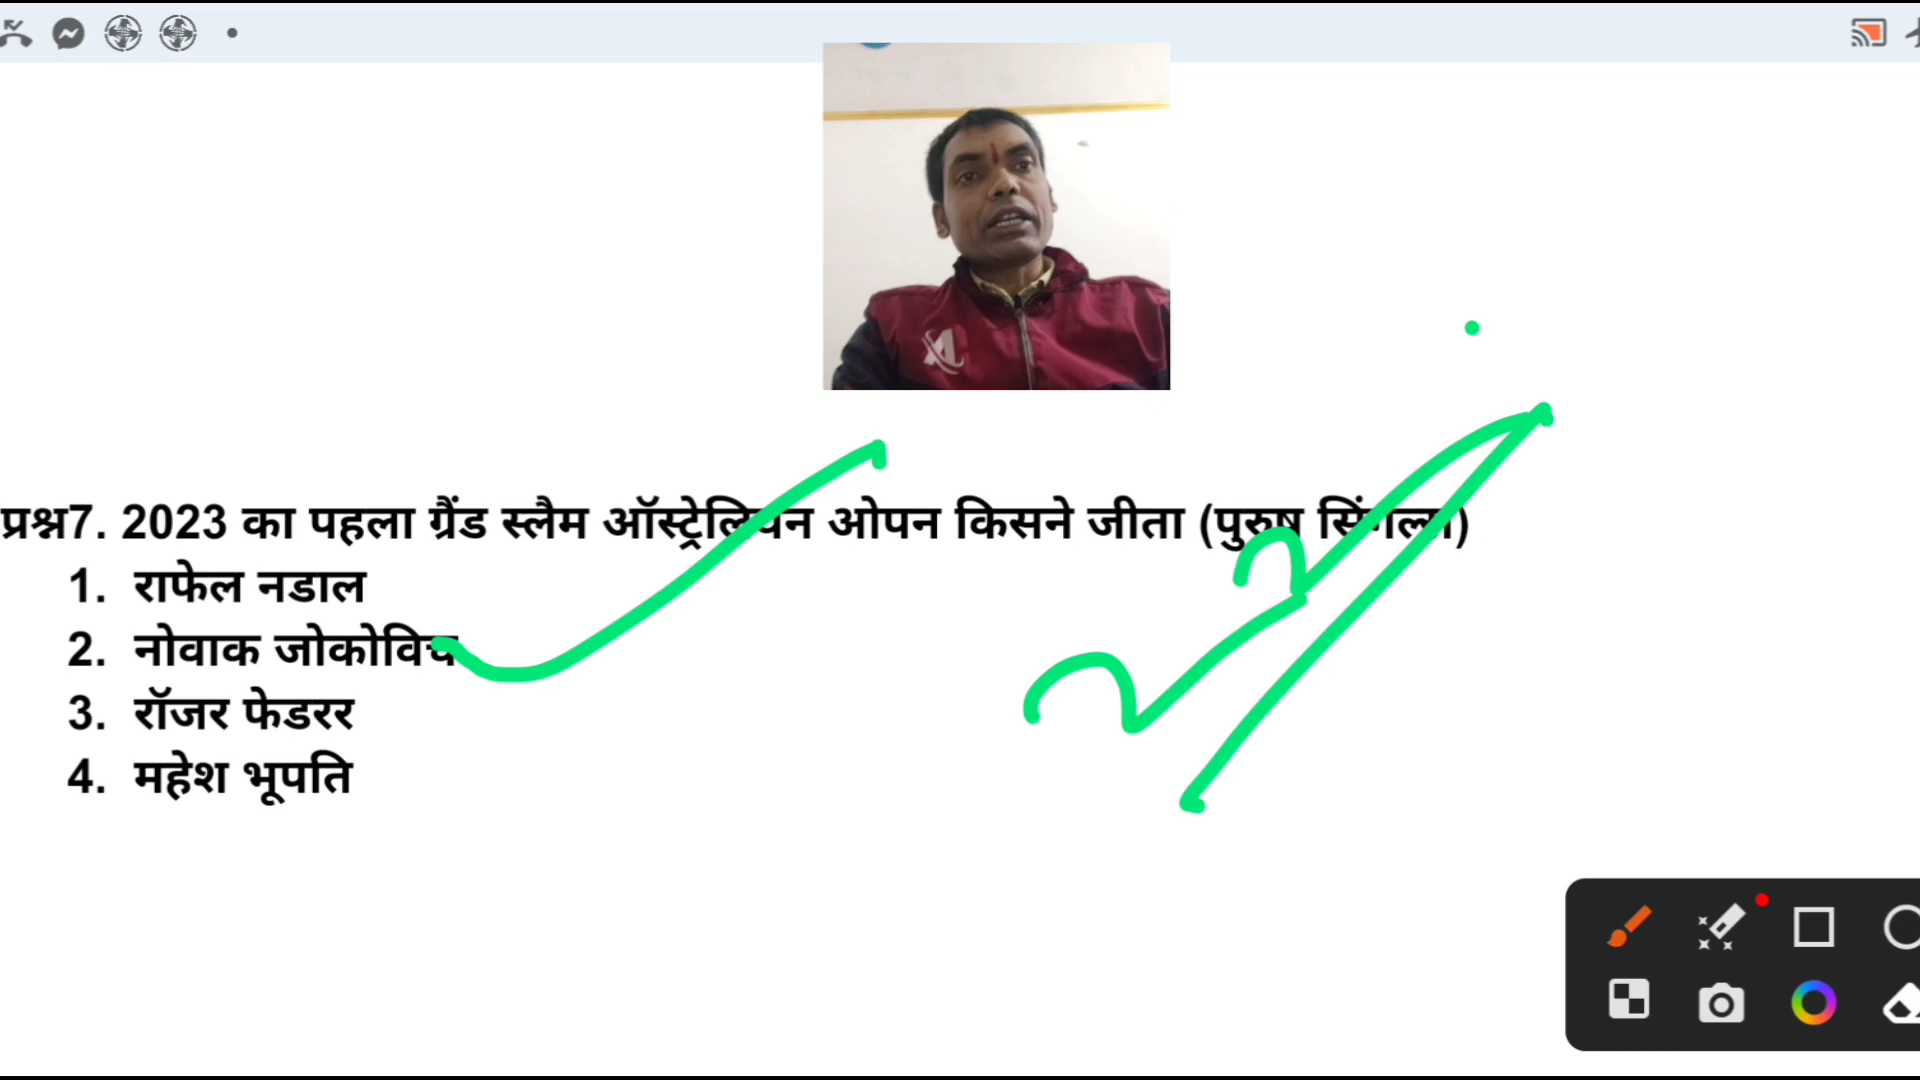 प्रश्न7. 2023 का पहला ग्रैंड स्लैम ऑस्ट्रेलियन ओपन किसने जीता (पुरुष सिंगल्स)
1. राफेल नडाल
2. नोवाक जोकोविच
3. रॉजर फेडरर
4. महेश भूपति